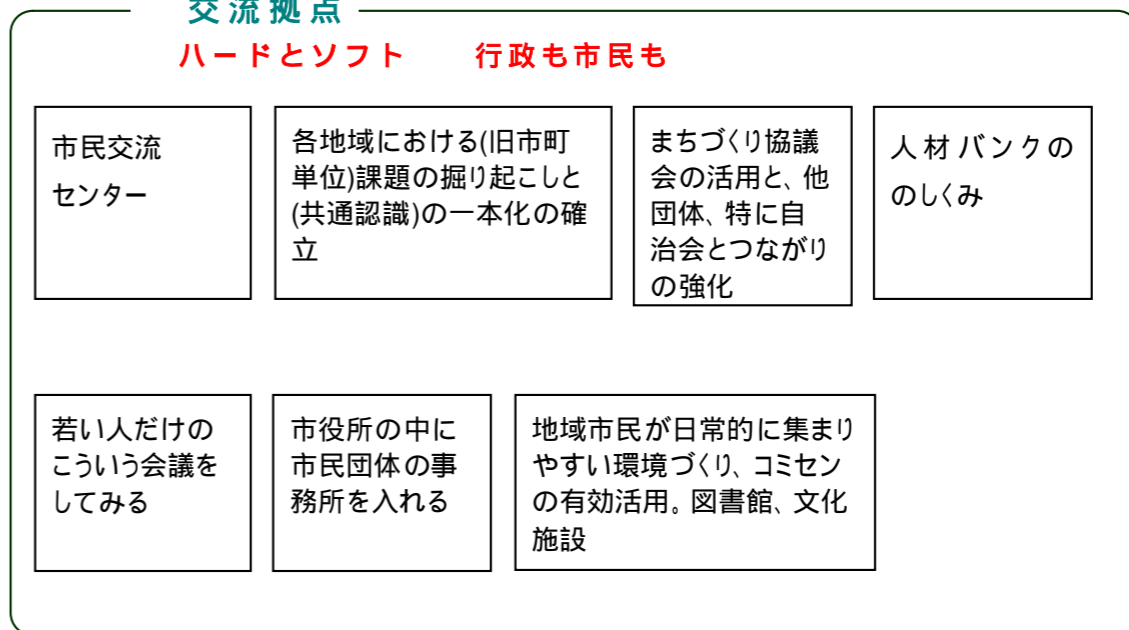 交流拠点
ハードとソフト　　行政も市民も
市民交流
センター
各地域における(旧市町
単位)課題の掘り起こしと
(共通認識)の一本化の確
立
まちづくり協議
会の活用と、他
団体、特に自
治会とつながり
の強化
人材バンクの
のしくみ
若い人だけの
こういう会議を
してみる
市役所の中に
市民団体の事
務所を入れる
地域市民が日常的に集まり
やすい環境づくり、コミセン
の有効活用。図書館、文化
施設